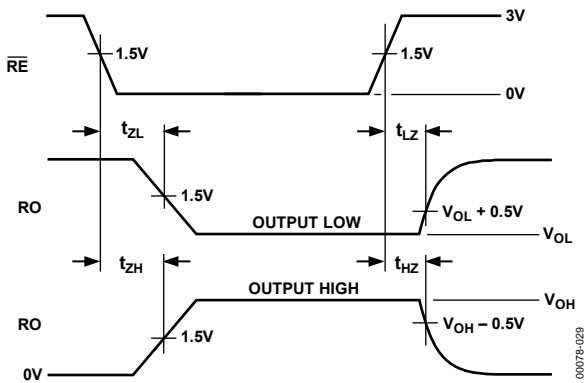 3V
RE
1.5V
1.5V
0V
tZL
tLZ
RO
1.5V
OUTPUT LOW
VOL + 0.5V
VOL
tZH
tHZ
OUTPUT HIGH
VOH
RO
1.5V
VOH – 0.5V
0V
00078-029